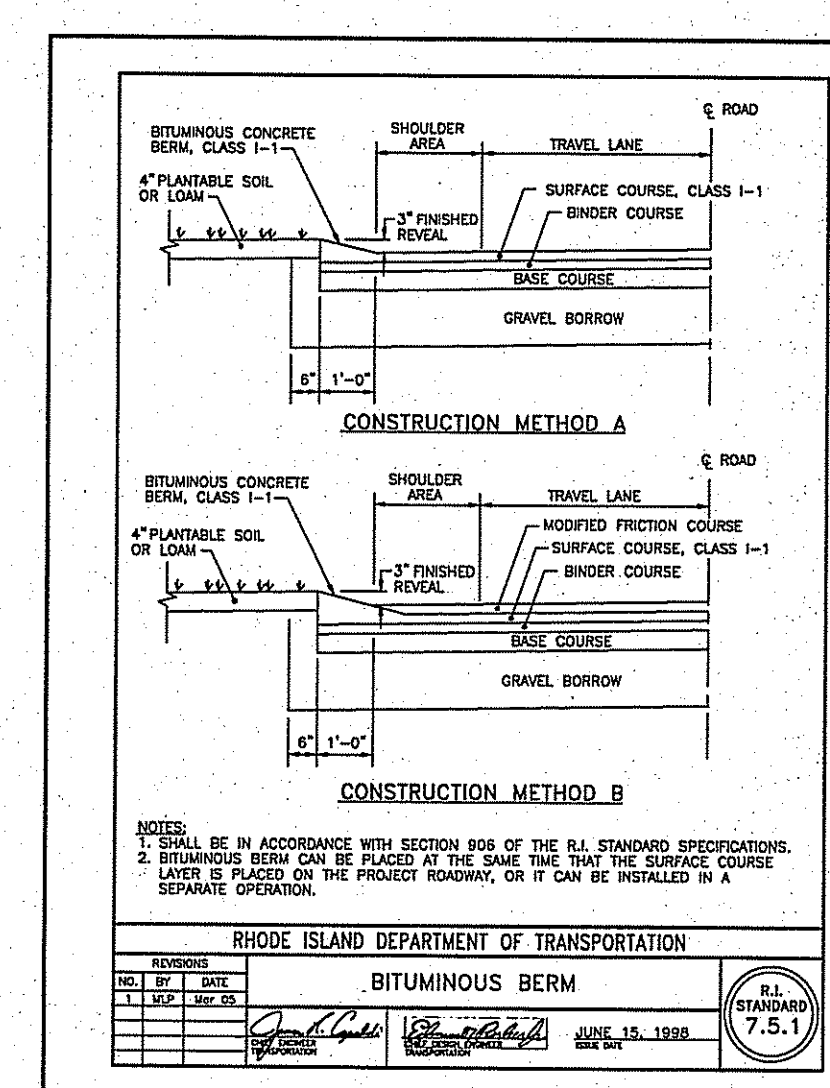 ℄ ROAD
BITUMINOUS CONCRETE
BERM, CLASS I-1
SHOULDER
AREA
TRAVEL LANE
4" PLANTABLE SOIL
OR LOAM
SURFACE COURSE, CLASS I-1
BINDER COURSE
3" FINISHED
REVEAL
BASE COURSE
GRAVEL BORROW
6" 1'-0"
CONSTRUCTION METHOD A
℄ ROAD
BITUMINOUS CONCRETE
BERM, CLASS I-1
SHOULDER
AREA
TRAVEL LANE
4" PLANTABLE SOIL
OR LOAM
MODIFIED FRICTION COURSE
SURFACE COURSE, CLASS I-1
BINDER COURSE
3" FINISHED
REVEAL
BASE COURSE
GRAVEL BORROW
6" 1'-0"
CONSTRUCTION METHOD B
NOTES:
1. SHALL BE IN ACCORDANCE WITH SECTION 906 OF THE R.I. STANDARD SPECIFICATIONS.
2. BITUMINOUS BERM CAN BE PLACED AT THE SAME TIME THAT THE SURFACE COURSE
LAYER IS PLACED ON THE PROJECT ROADWAY, OR IT CAN BE INSTALLED IN A
SEPARATE OPERATION.
RHODE ISLAND DEPARTMENT OF TRANSPORTATION
REVISIONS
NO. BY DATE
1 MLP Mar 05
BITUMINOUS BERM
CHIEF ENGINEER
TRANSPORTATION
CHIEF DESIGN ENGINEER
TRANSPORTATION
JUNE 15, 1998
ISSUE DATE
R.I.
STANDARD
7.5.1